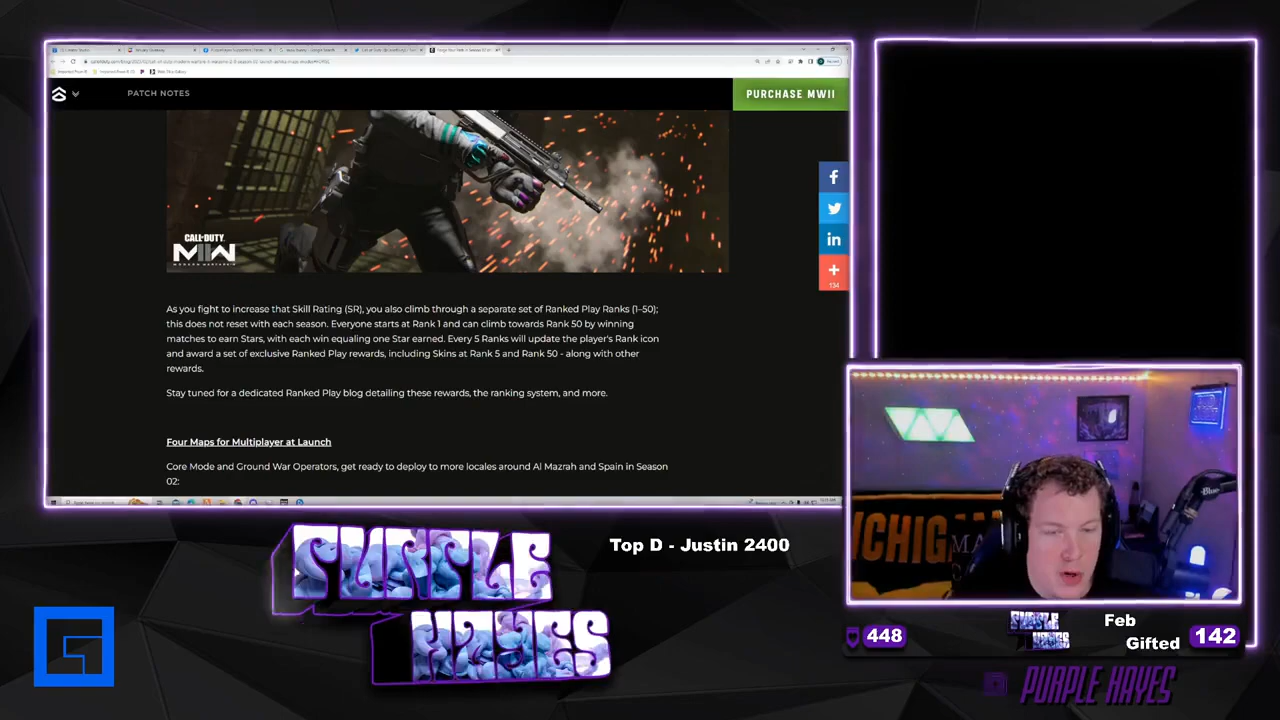 PATCH NOTES
PURCHASE MWII
CALL·DUTY
MW
134
As you fight to increase that Skill Rating (SR), you also climb through a separate set of Ranked Play Ranks (1–50);
this does not reset with each season. Everyone starts at Rank 1 and can climb towards Rank 50 by winning
matches to earn Stars, with each win equaling one Star earned. Every 5 Ranks will update the player's Rank icon
and award a set of exclusive Ranked Play rewards, including Skins at Rank 5 and Rank 50 - along with other
rewards.
Stay tuned for a dedicated Ranked Play blog detailing these rewards, the ranking system, and more.
Four Maps for Multiplayer at Launch
Core Mode and Ground War Operators, get ready to deploy to more locales around Al Mazrah and Spain in Season
02:
PURPLE
HAYES
Top D - Justin 2400
Blue
448
PURPLE
HAYES
Feb
Gifted
142
PURPLE HAYES